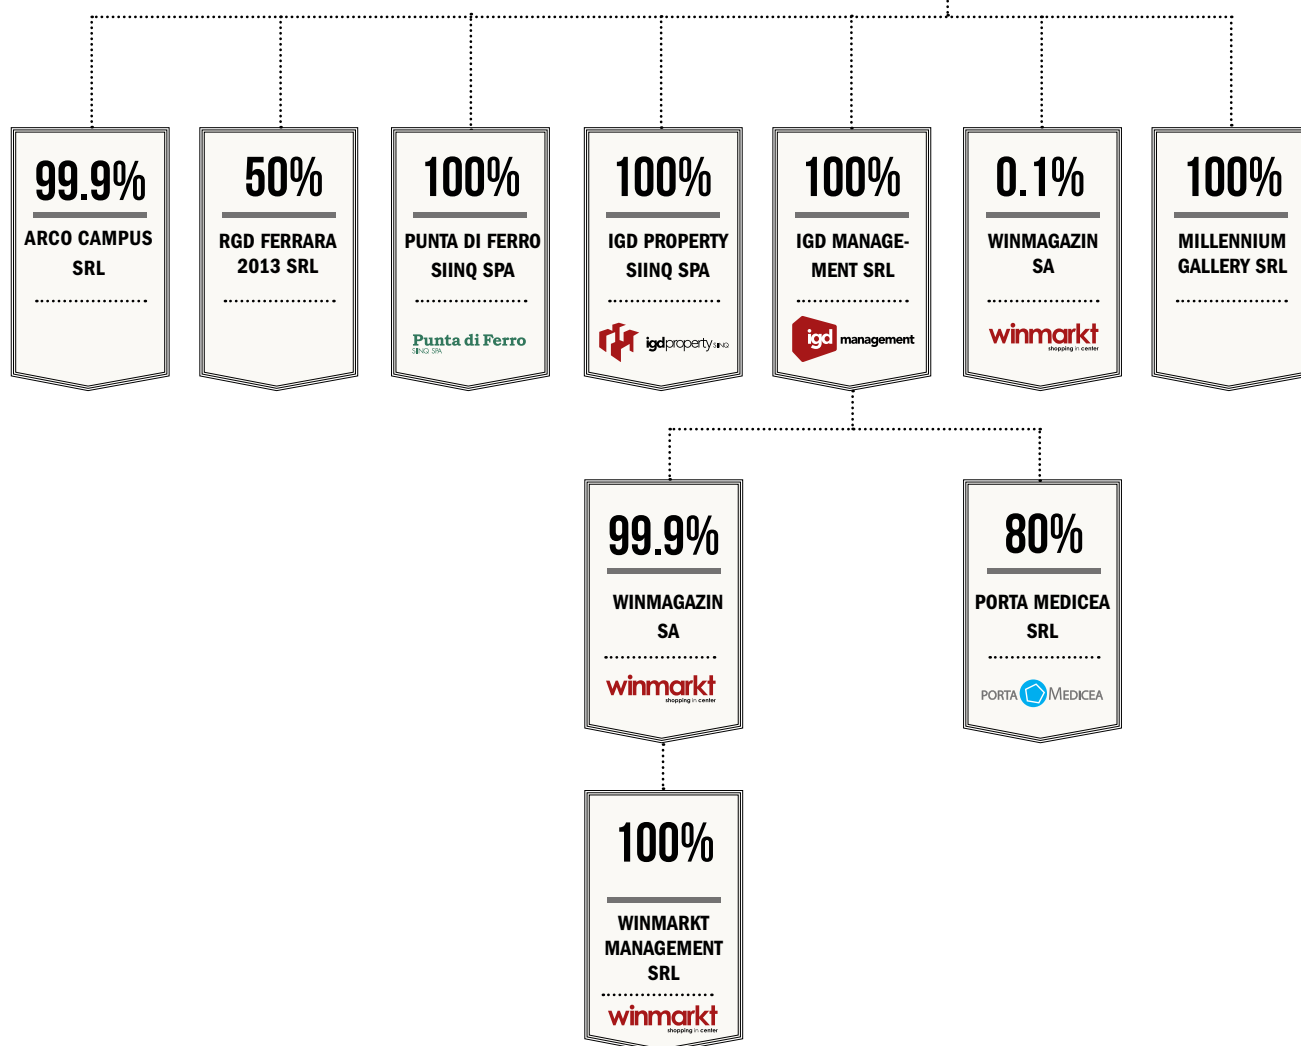 99.9%
ARCO CAMPUS
SRL
50%
RGD FERRARA
2013 SRL
100%
PUNTA DI FERRO
SIINQ SPA
Punta di Ferro
SIINQ SPA
100%
IGD PROPERTY
SIINQ SPA
igdproperty SIINQ
100%
IGD MANAGE-
MENT SRL
igd management
0.1%
WINMAGAZIN
SA
winmarkt
shopping in center
100%
MILLENNIUM
GALLERY SRL
99.9%
WINMAGAZIN
SA
winmarkt
shopping in center
80%
PORTA MEDICEA
SRL
PORTA MEDICEA
100%
WINMARKT
MANAGEMENT
SRL
winmarkt
shopping in center